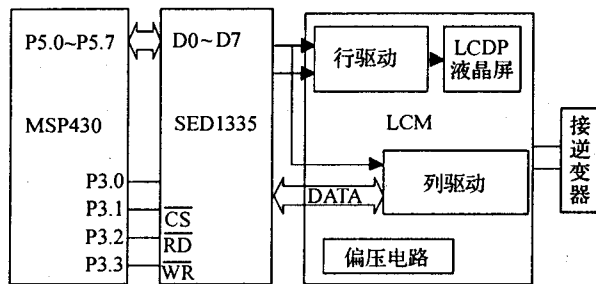 P5.0~P5.7
MSP430
P3.0
P3.1
P3.2
P3.3
D0~D7
SED1335
CS
RD
WR
DATA
行驱动
LCDP
液晶屏
LCM
列驱动
偏压电路
接逆变器